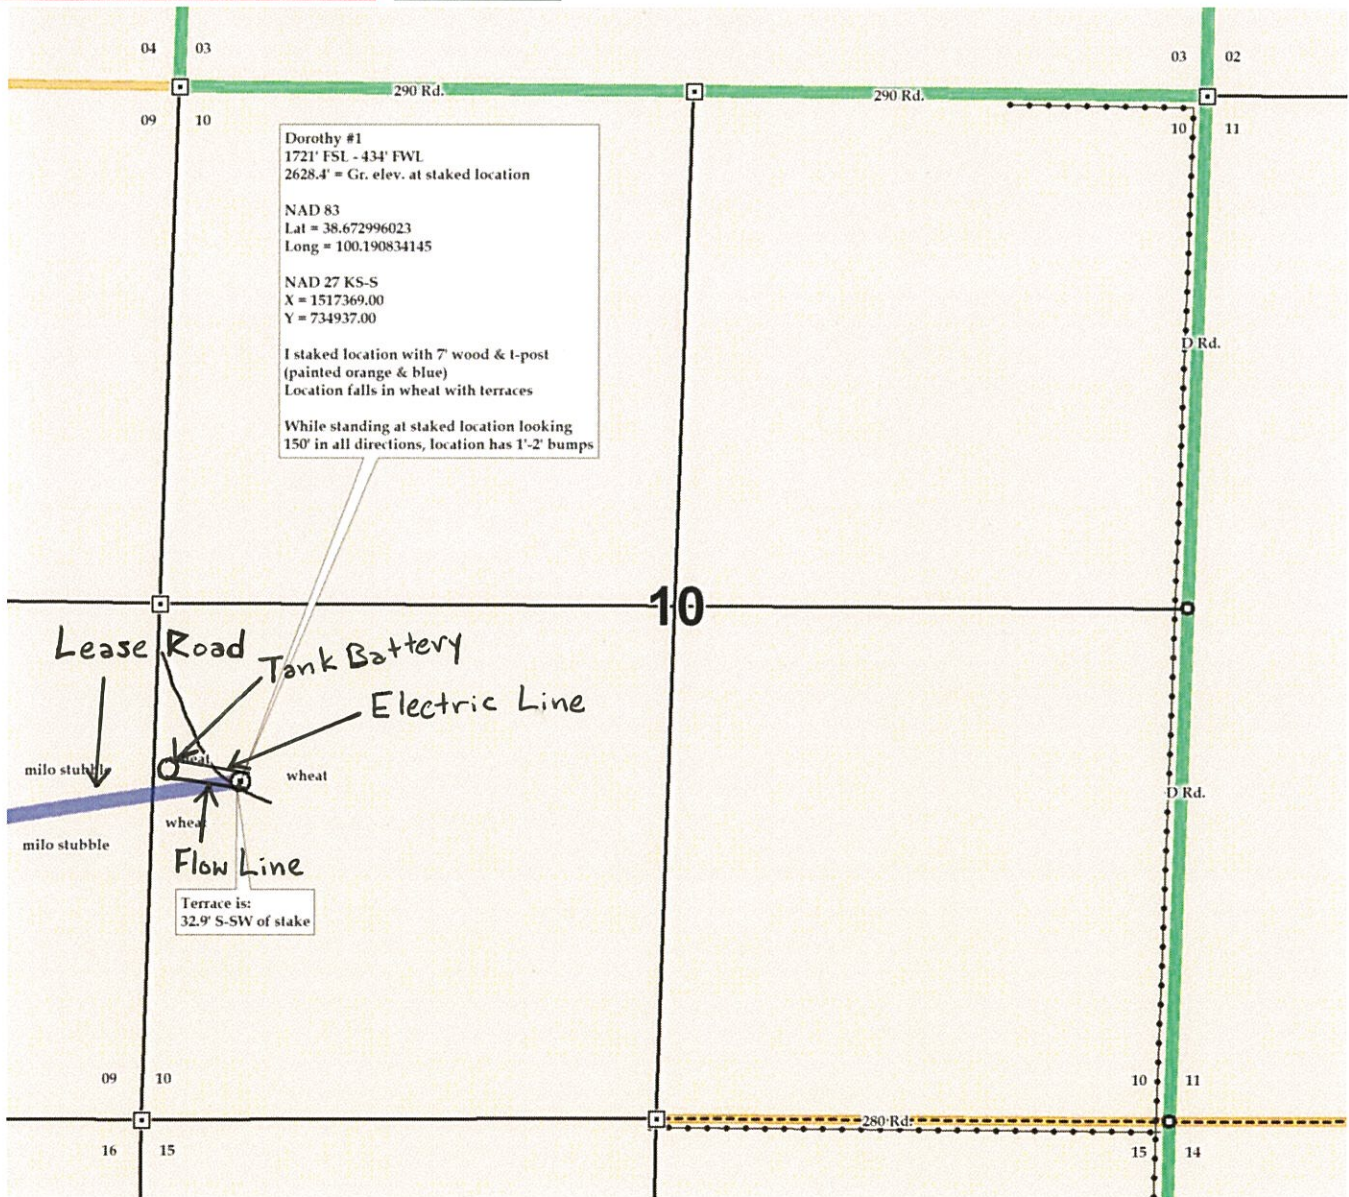 04 03
03 02
290 Rd.
290 Rd.
09 10
10 11
Dorothy #1
1721' FSL - 434' FWL
2628.4' = Gr. elev. at staked location
NAD 83
Lat = 38.672996023
Long = 100.190834145
NAD 27 KS-S
X = 1517369.00
Y = 734937.00
I staked location with 7' wood & t-post
(painted orange & blue)
Location falls in wheat with terraces
While standing at staked location looking
150' in all directions, location has 1'-2' bumps
D Rd.
10
Lease Road
Tank Battery
Electric Line
milo stubble
wheat
wheat
D Rd.
wheat
milo stubble
Flow Line
Terrace is:
32.9' S-SW of stake
09 10
10 11
280 Rd.
16 15
15 14